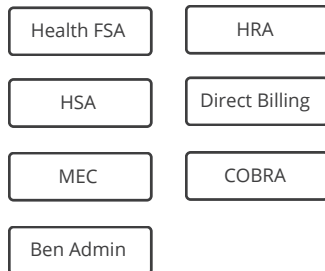 Health FSA
HRA
HSA
Direct Billing
MEC
COBRA
Ben Admin